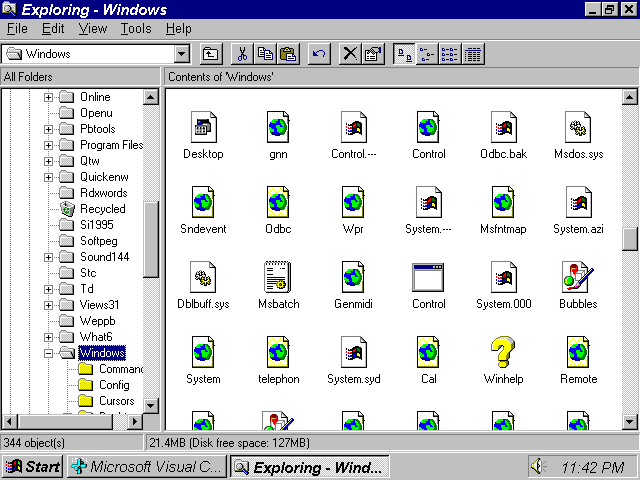 Exploring - Windows
File Edit View Tools Help
Windows
All Folders
Contents of 'Windows'
Online
Openu
Pbtools
Program Files
Qtw
Quickenw
Rdxwords
Recycled
Si1995
Softpeg
Sound144
Stc
Td
Views31
Weppb
What6
Windows
Command
Config
Cursors
Desktop gnn Control.--- Control Odbc.bak Msdos.sys
Sndevent Odbc Wpr System.--- Msfntmap System.azi
Dblbuff.sys Msbatch Genmidi Control System.000 Bubbles
System telephon System.syd Cal Winhelp Remote
344 object(s) 21.4MB (Disk free space: 127MB)
Start Microsoft Visual C... Exploring - Wind... 11:42 PM